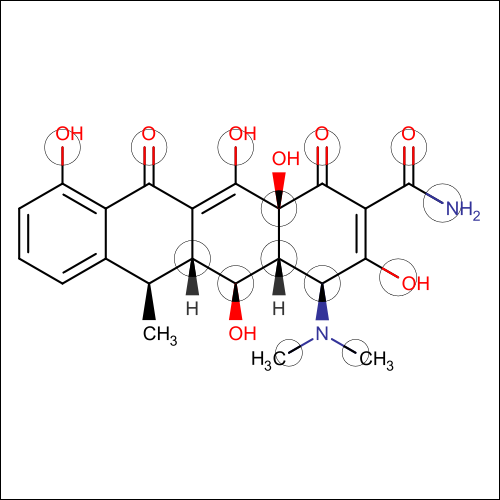 OH O OH O O
OH
NH2
OH
H H
OH N
CH3 H3C CH3